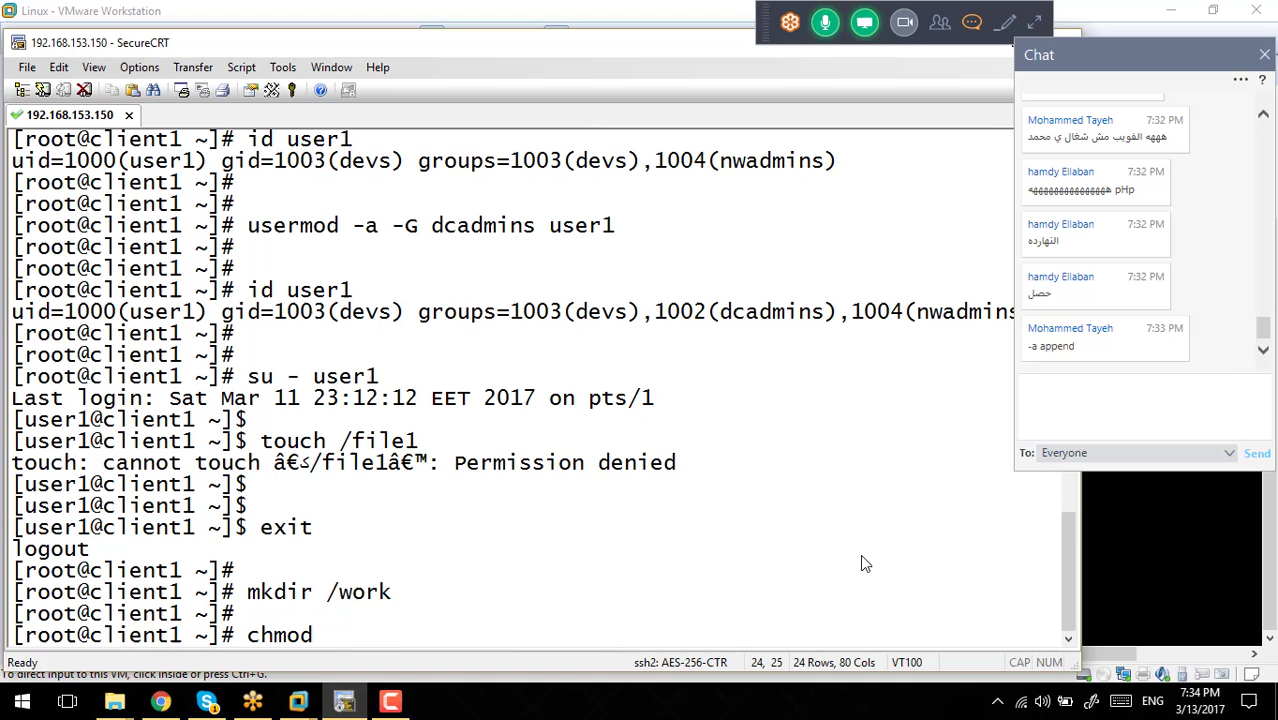 Linux - VMware Workstation
192.168.153.150 - SecureCRT
File Edit View Options Transfer Script Tools Window Help
192.168.153.150
[root@client1 ~]# id user1
uid=1000(user1) gid=1003(devs) groups=1003(devs),1004(nwadmins)
[root@client1 ~]#
[root@client1 ~]#
[root@client1 ~]# usermod -a -G dcadmins user1
[root@client1 ~]#
[root@client1 ~]#
[root@client1 ~]# id user1
uid=1000(user1) gid=1003(devs) groups=1003(devs),1002(dcadmins),1004(nwadmins
[root@client1 ~]#
[root@client1 ~]#
[root@client1 ~]# su - user1
Last login: Sat Mar 11 23:12:12 EET 2017 on pts/1
[user1@client1 ~]$
[user1@client1 ~]$ touch /file1
touch: cannot touch â€ک/file1â€™: Permission denied
[user1@client1 ~]$
[user1@client1 ~]$
[user1@client1 ~]$ exit
logout
[root@client1 ~]#
[root@client1 ~]# mkdir /work
[root@client1 ~]#
[root@client1 ~]# chmod
Ready ssh2: AES-256-CTR 24, 25 24 Rows, 80 Cols VT100 CAP NUM
To direct input to this VM, click inside or press Ctrl+G.
Chat
Mohammed Tayeh 7:32 PM
هههه الفويب مش شغال ي محمد
hamdy Ellaban 7:32 PM
hamdy Ellaban 7:32 PM
النهارده
hamdy Ellaban 7:32 PM
حصل
Mohammed Tayeh 7:33 PM
-a append
To: Everyone Send
ENG 7:34 PM
3/13/2017